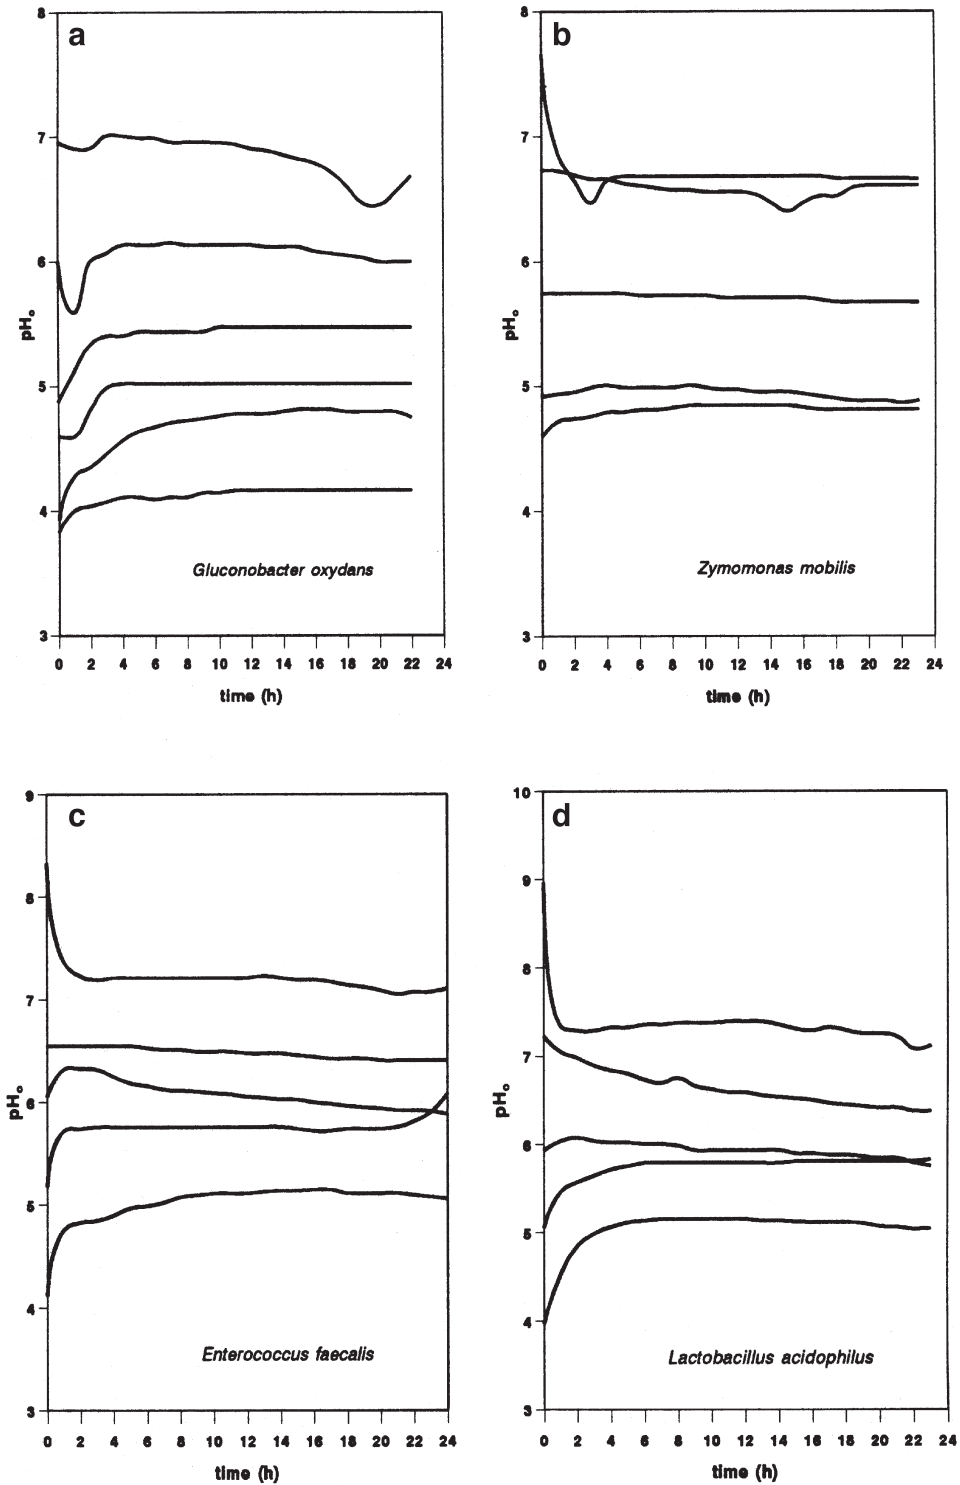 a
8
7
6
5
4
3
pHo
0 2 4 6 8 10 12 14 16 18 20 22 24
time (h)
Gluconobacter oxydans
b
8
7
6
5
4
3
pHo
0 2 4 6 8 10 12 14 16 18 20 22 24
time (h)
Zymomonas mobilis
c
9
8
7
6
5
4
3
pHo
0 2 4 6 8 10 12 14 16 18 20 22 24
time (h)
Enterococcus faecalis
d
10
9
8
7
6
5
4
3
pHo
0 2 4 6 8 10 12 14 16 18 20 22 24
time (h)
Lactobacillus acidophilus